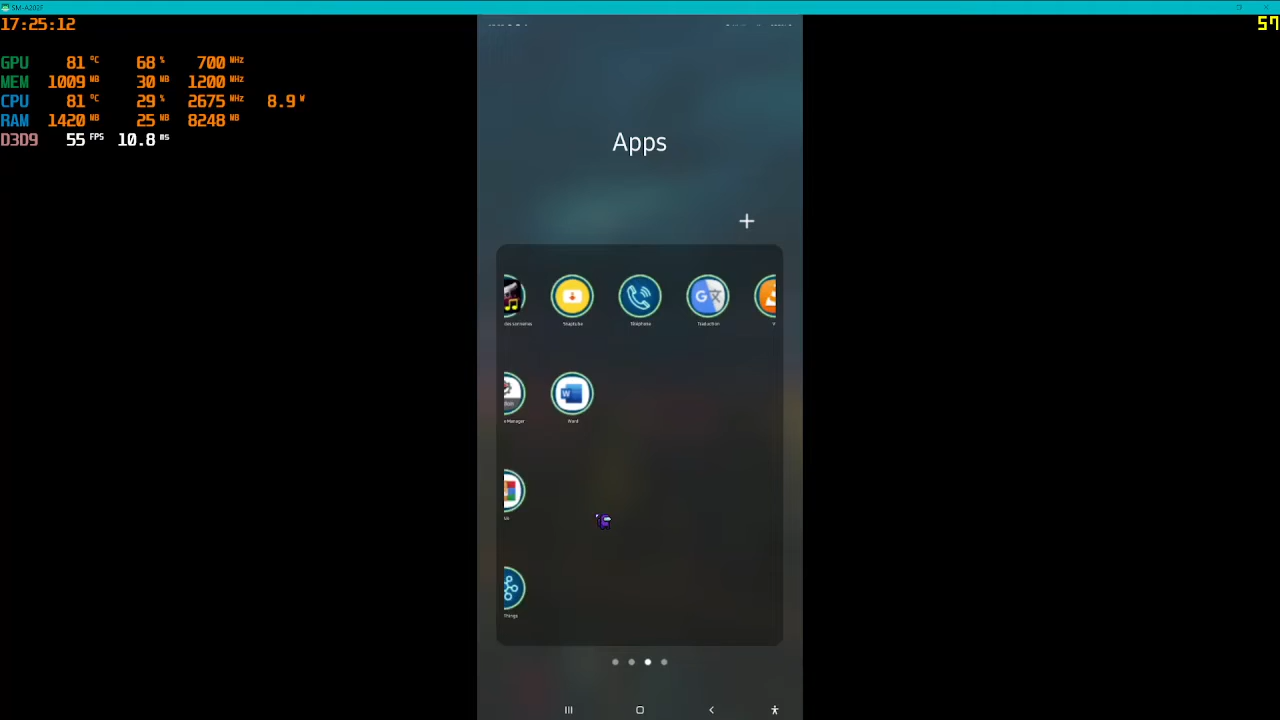 SM-A202F
17:25:12
57
GPU 81 °C 68 % 700 MHz
MEM 1009 MB 30 MB 1200 MHz
CPU 81 °C 29 % 2675 MHz 8.9 W
RAM 1420 MB 25 MB 8248 MB
D3D9 55 FPS 10.8 ms
Apps
+
Snaptube Téléphone Traduction V
Manager Word
Things